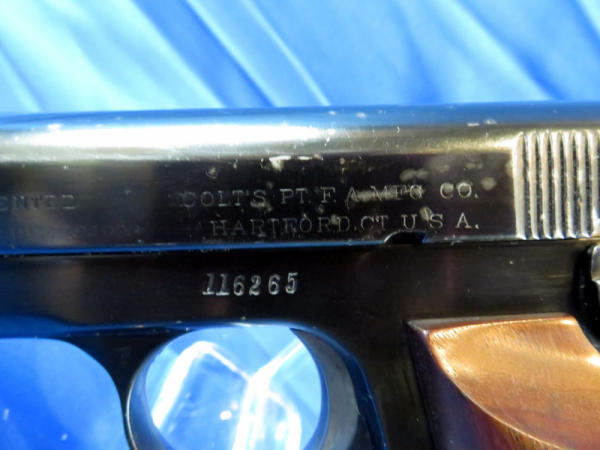 COLT'S PT. F. A. MFG. CO.
HARTFORD, CT. U. S. A.
116265